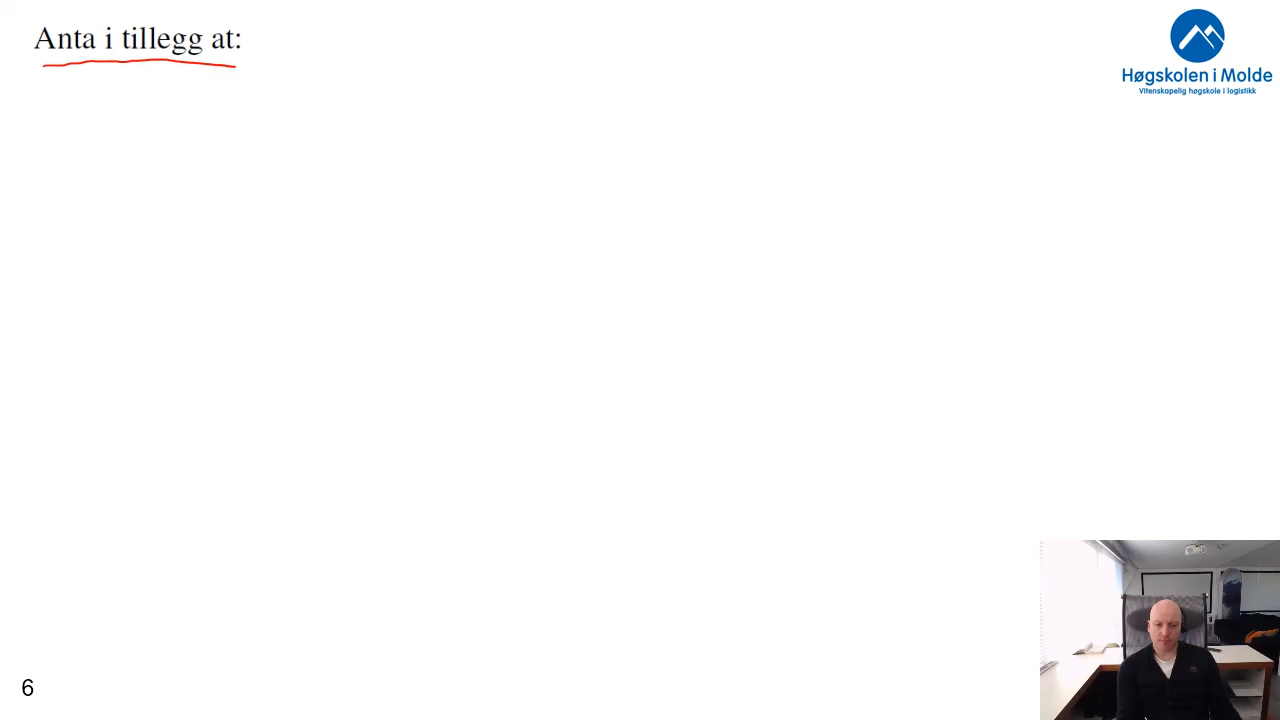 Anta i tillegg at:
Høgskolen i Molde
Vitenskapelig høgskole i logistikk
6